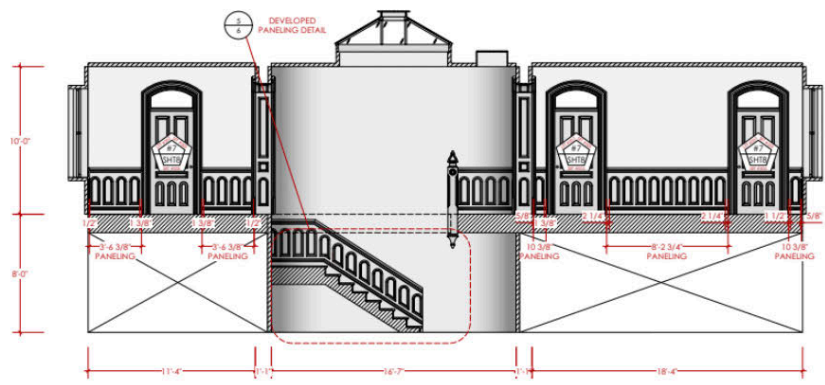 5
6
DEVELOPED
PANELING DETAIL
10'-0"
#7
SHT8
#7
SHT8
#7
SHT8
1/2"
1 3/8"
1 3/8"
1/2"
5/8"
1 3/8"
2 1/4"
2 1/4"
1 1/2"
5/8"
3'-6 3/8"
PANELING
3'-6 3/8"
PANELING
10 3/8"
PANELING
8'-2 3/4"
PANELING
10 3/8"
PANELING
8'-0"
11'-4"
1'-1"
16'-7"
1'-1
18'-4"